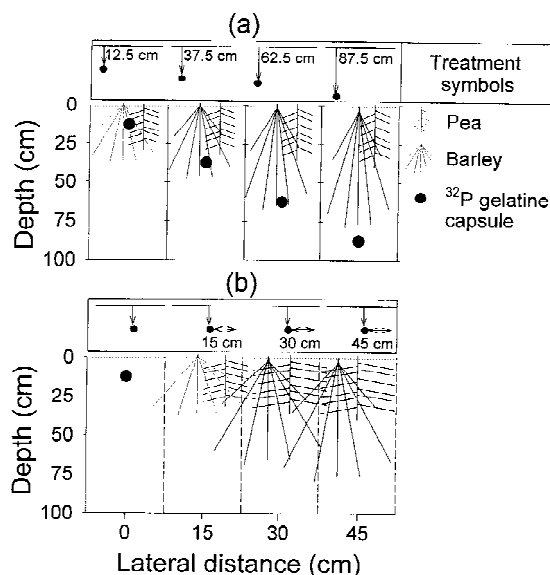 (a)
12.5 cm 37.5 cm 62.5 cm 87.5 cm
Treatment symbols
Pea
Barley
32P gelatine capsule
Depth (cm)
0
25
50
75
100
(b)
15 cm 30 cm 45 cm
Depth (cm)
0
25
50
75
100
0 15 30 45
Lateral distance (cm)